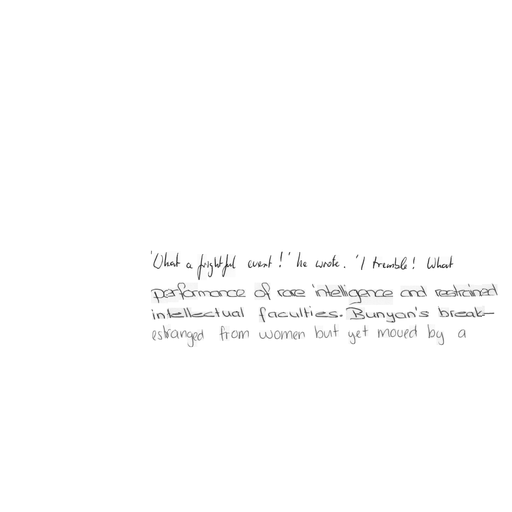 'What a frightful event!' he wrote. 'I tremble! What
performance of rare intelligence and restrained
intellectual faculties. Bunyan's break-
estranged from women but yet moved by a